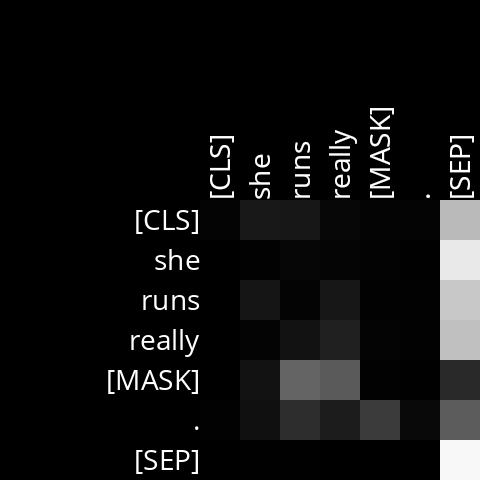 [CLS]
she
runs
really
[MASK]
.
[SEP]
[CLS]
she
runs
really
[MASK]
.
[SEP]